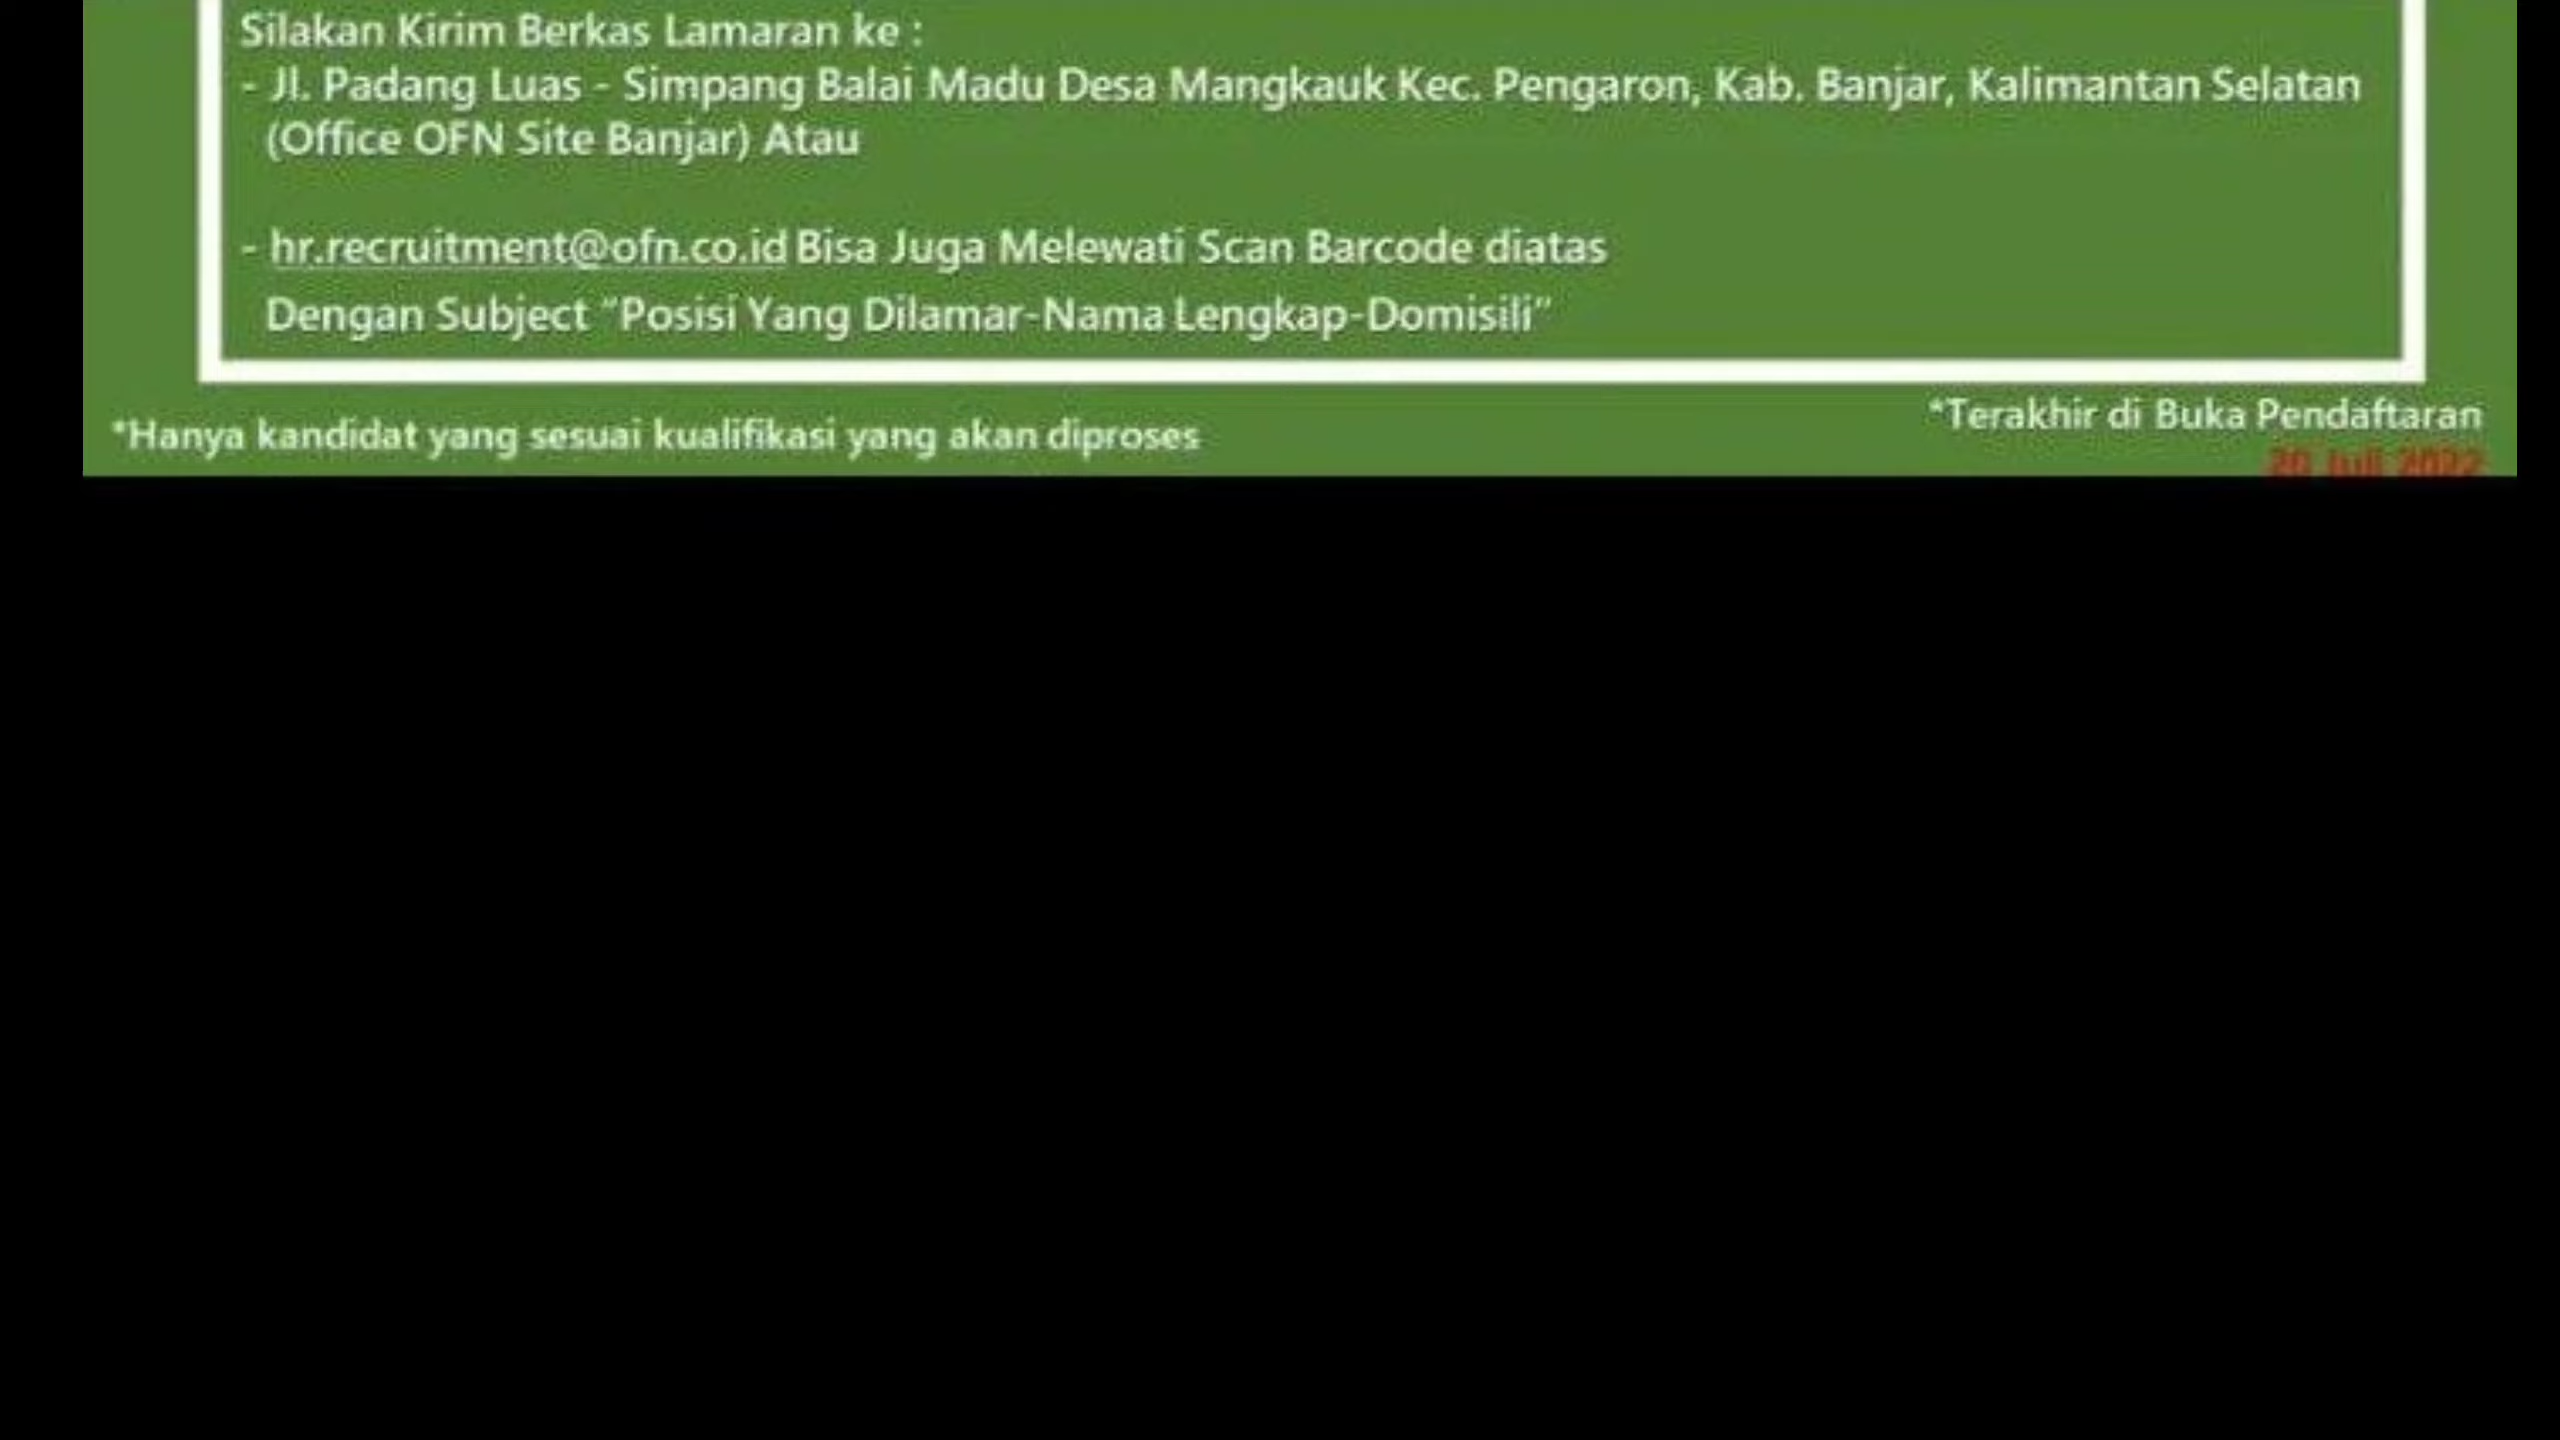 Silakan Kirim Berkas Lamaran ke :
- Jl. Padang Luas - Simpang Balai Madu Desa Mangkauk Kec. Pengaron, Kab. Banjar, Kalimantan Selatan
(Office OFN Site Banjar) Atau
- hr.recruitment@ofn.co.id Bisa Juga Melewati Scan Barcode diatas
Dengan Subject "Posisi Yang Dilamar-Nama Lengkap-Domisili"
*Hanya kandidat yang sesuai kualifikasi yang akan diproses
*Terakhir di Buka Pendaftaran